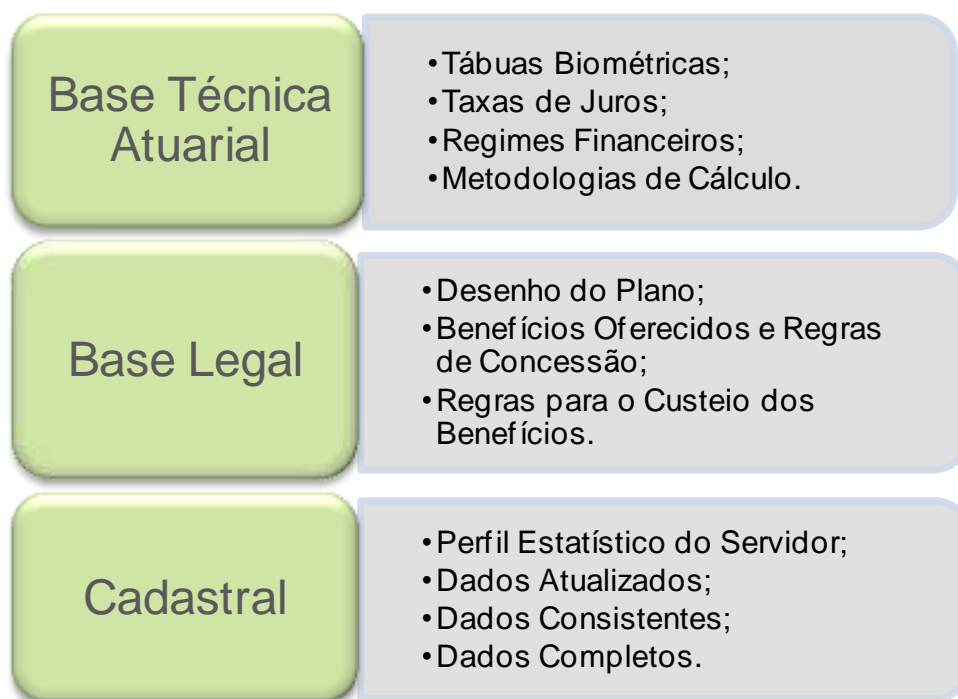 Base Técnica
Atuarial
•Tábuas Biométricas;
•Taxas de Juros;
•Regimes Financeiros;
•Metodologias de Cálculo.
Base Legal
•Desenho do Plano;
•Benefícios Oferecidos e Regras
de Concessão;
•Regras para o Custeio dos
Benefícios.
Cadastral
•Perfil Estatístico do Servidor;
•Dados Atualizados;
•Dados Consistentes;
•Dados Completos.